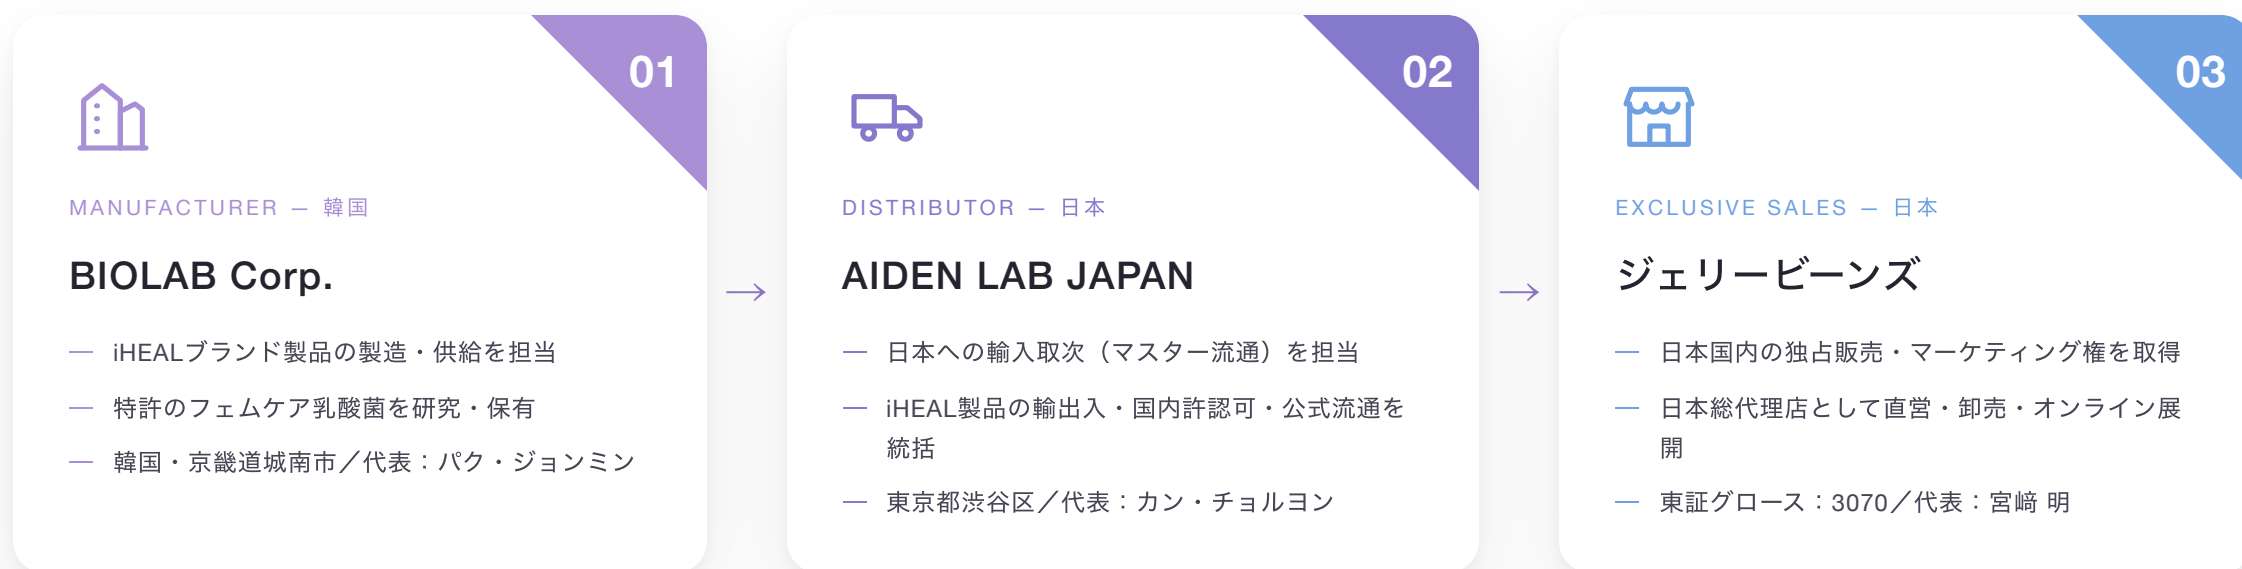 01
MANUFACTURER — 韓国
BIOLAB Corp.
— iHEALブランド製品の製造・供給を担当
— 特許のフェムケア乳酸菌を研究・保有
— 韓国・京畿道城南市／代表：パク・ジョンミン
→
02
DISTRIBUTOR — 日本
AIDEN LAB JAPAN
— 日本への輸入取次（マスター流通）を担当
— iHEAL製品の輸出入・国内許認可・公式流通を
統括
— 東京都渋谷区／代表：カン・チョルヨン
→
03
EXCLUSIVE SALES — 日本
ジェリービーンズ
— 日本国内の独占販売・マーケティング権を取得
— 日本総代理店として直営・卸売・オンライン展
開
— 東証グロース：3070／代表：宮﨑 明